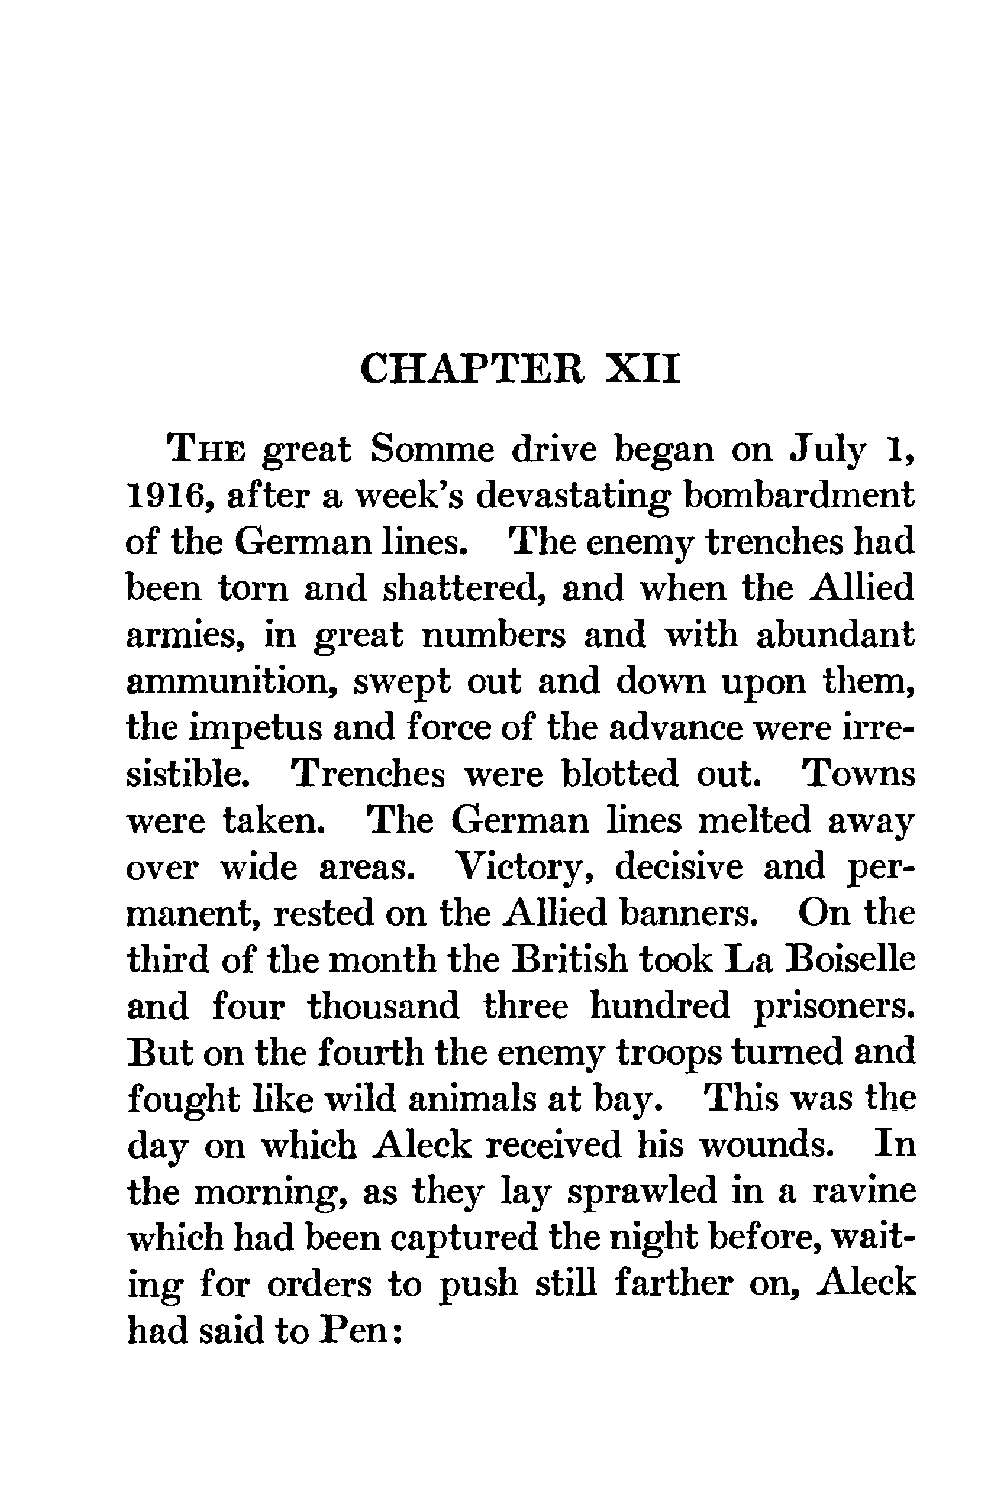 CHAPTER XII
THE great Somme drive began on July 1,
1916, after a week's devastating bombardment
of the German lines. The enemy trenches had
been torn and shattered, and when the Allied
armies, in great numbers and with abundant
ammunition, swept out and down upon them,
the impetus and force of the advance were irre-
sistible. Trenches were blotted out. Towns
were taken. The German lines melted away
over wide areas. Victory, decisive and per-
manent, rested on the Allied banners. On the
third of the month the British took La Boiselle
and four thousand three hundred prisoners.
But on the fourth the enemy troops turned and
fought like wild animals at bay. This was the
day on which Aleck received his wounds. In
the morning, as they lay sprawled in a ravine
which had been captured the night before, wait-
ing for orders to push still farther on, Aleck
had said to Pen: